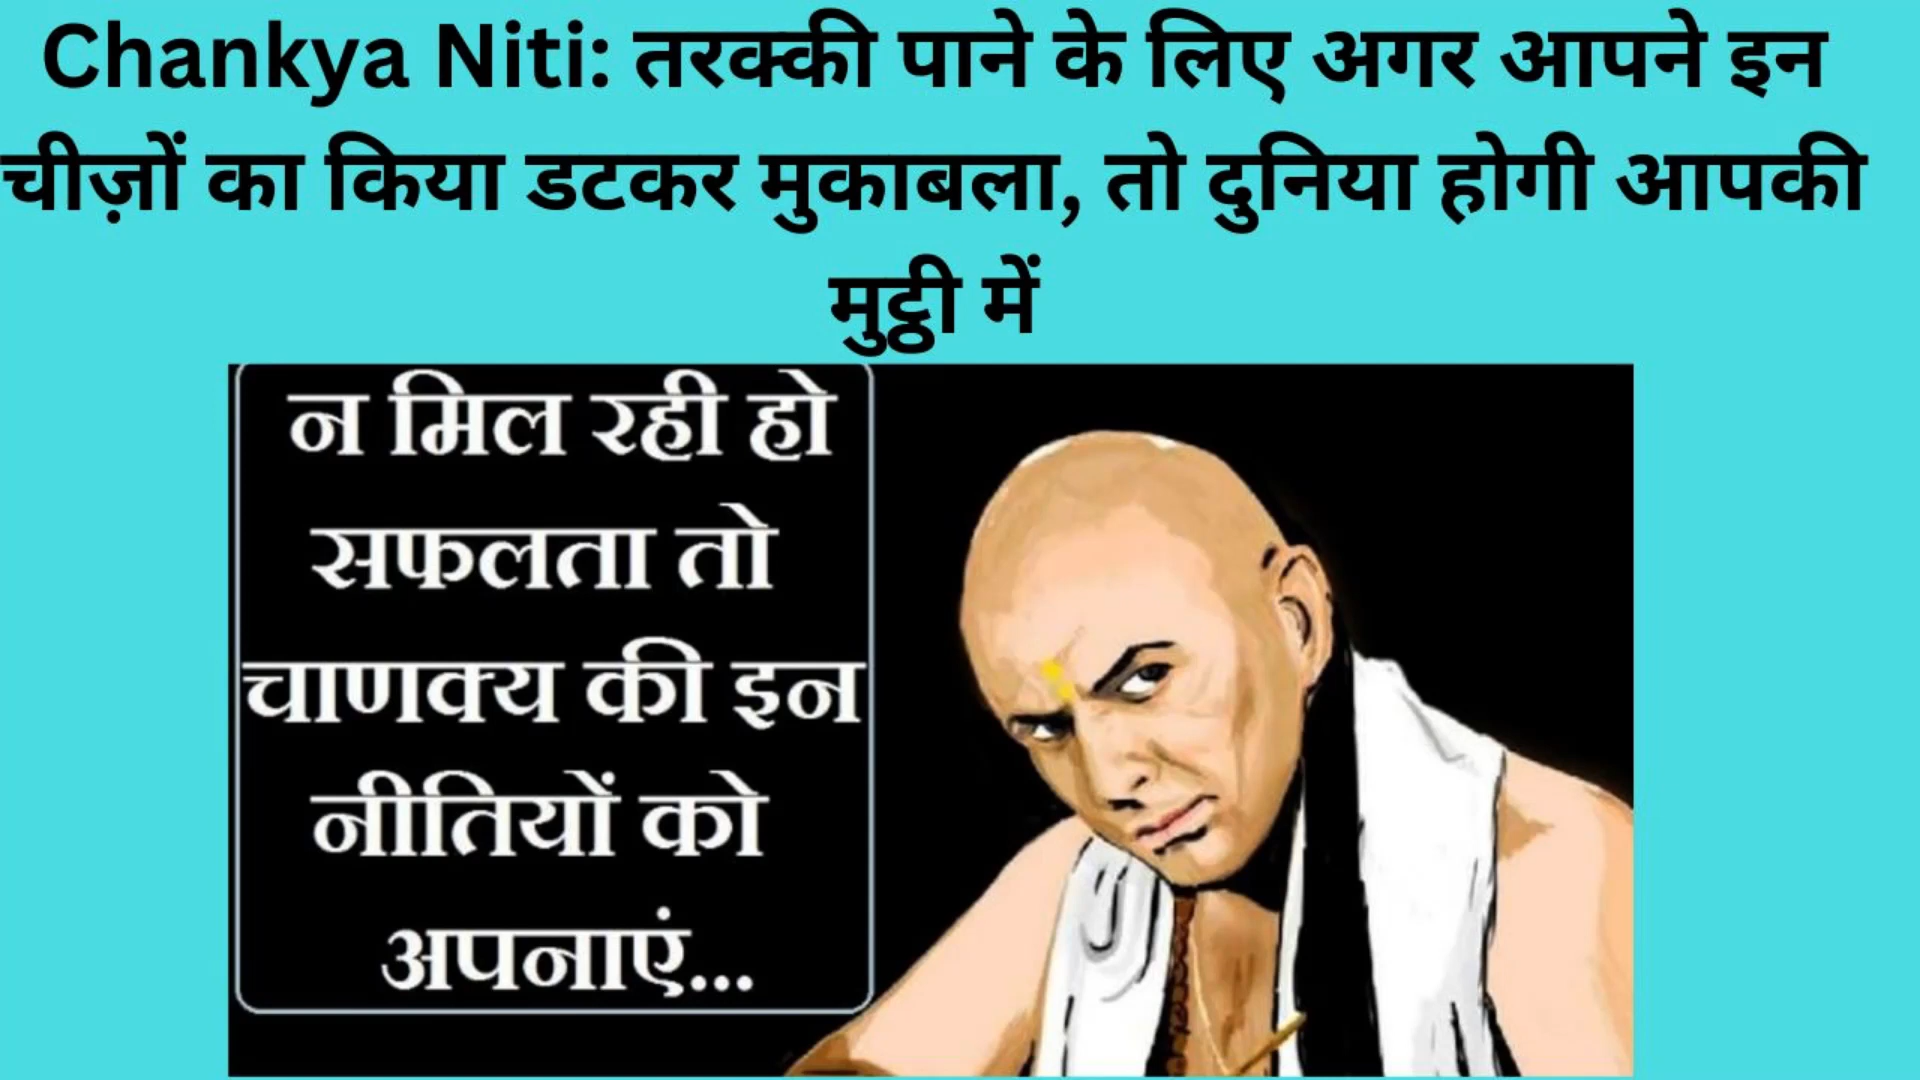 Chankya Niti: तरक्की पाने के लिए अगर आपने इन
चीज़ों का किया डटकर मुकाबला, तो दुनिया होगी आपकी
मुट्ठी में
न मिल रही हो
सफलता तो
चाणक्य की इन
नीतियों को
अपनाएं...